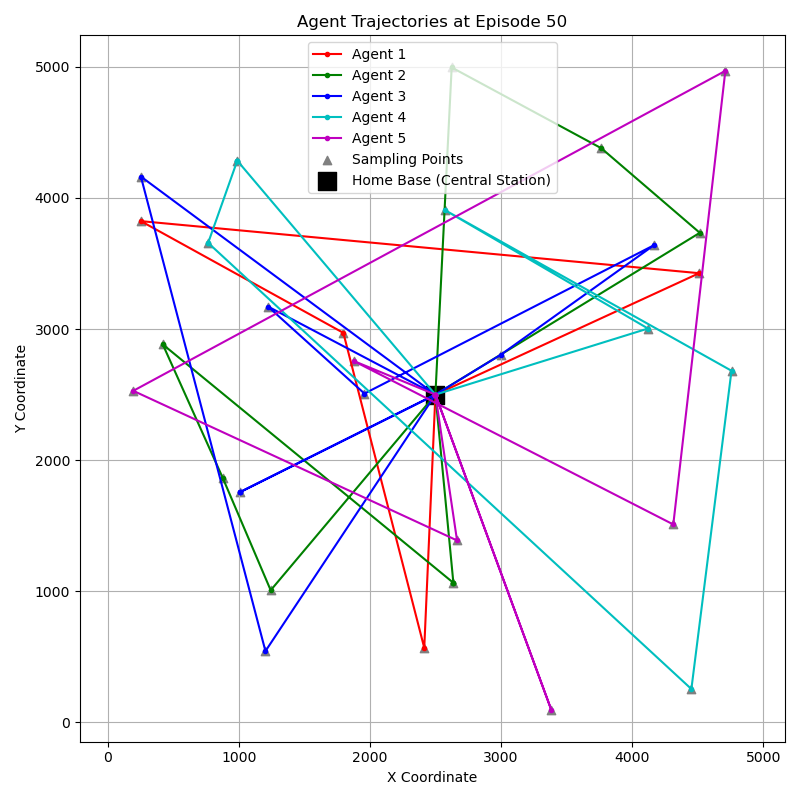 Agent Trajectories at Episode 50
Agent 1
Agent 2
Agent 3
Agent 4
Agent 5
Sampling Points
Home Base (Central Station)
5000
4000
3000
2000
1000
0
Y Coordinate
0 1000 2000 3000 4000 5000
X Coordinate